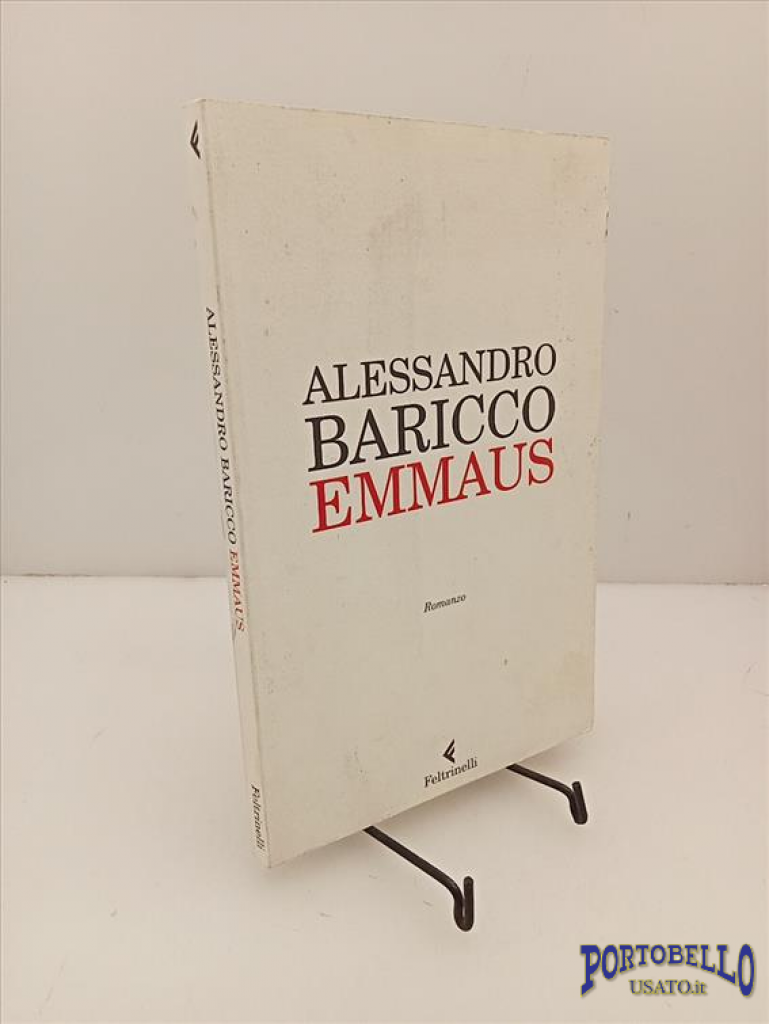 ALESSANDRO
BARICCO
EMMAUS
Romanzo
Feltrinelli
ALESSANDRO BARICCO EMMAUS
Feltrinelli
PORTOBELLO
USATO.it